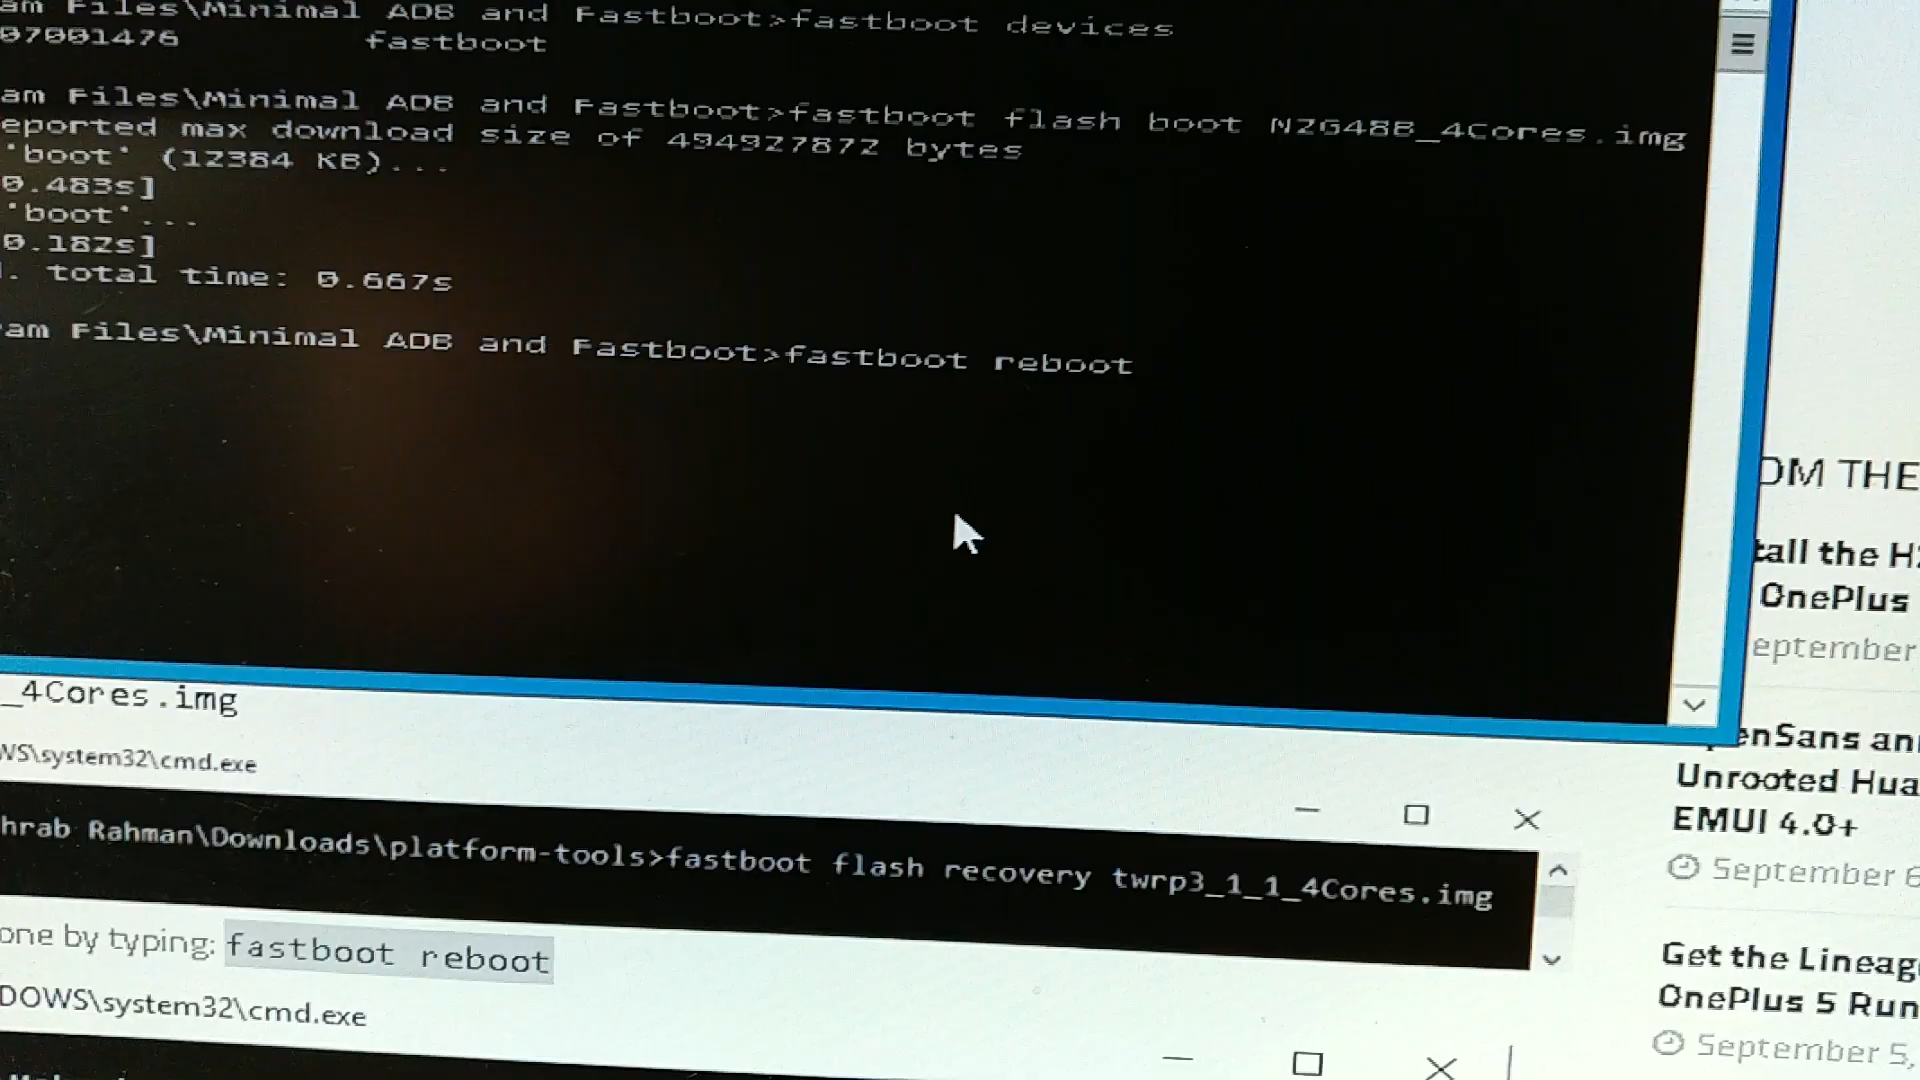 am Files\Minimal ADB and Fastboot>fastboot devices
07001476 fastboot
am Files\Minimal ADB and Fastboot>fastboot flash boot N2G48B_4Cores.img
eported max download size of 494927872 bytes
'boot' (12384 KB)...
0.483s]
'boot'...
0.182s]
. total time: 0.667s
am Files\Minimal ADB and Fastboot>fastboot reboot
OM THE
tall the H2
OnePlus
eptember
_4Cores.img
WS\system32\cmd.exe
enSans an
Unrooted Hua
EMUI 4.0+
September 6
hrab Rahman\Downloads\platform-tools>fastboot flash recovery twrp3_1_1_4Cores.img
one by typing: fastboot reboot
Get the Lineag
OnePlus 5 Run
September 5,
DOWS\system32\cmd.exe